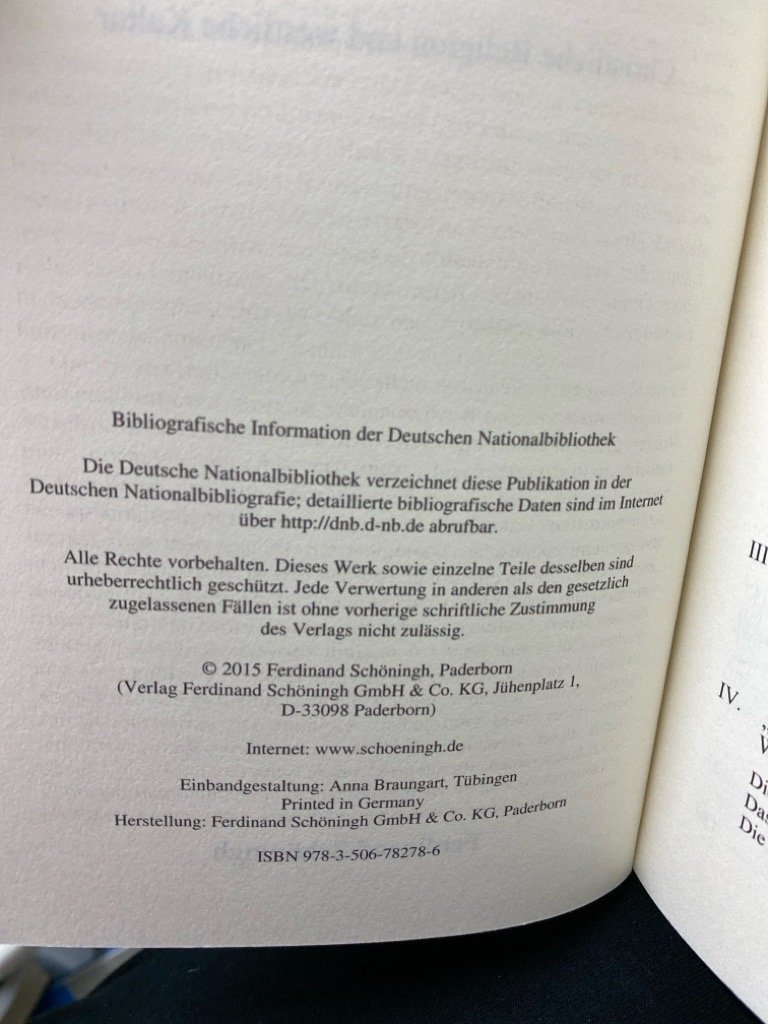 Bibliografische Information der Deutschen Nationalbibliothek
Die Deutsche Nationalbibliothek verzeichnet diese Publikation in der
Deutschen Nationalbibliografie; detaillierte bibliografische Daten sind im Internet
über http://dnb.d-nb.de abrufbar.
Alle Rechte vorbehalten. Dieses Werk sowie einzelne Teile desselben sind
urheberrechtlich geschützt. Jede Verwertung in anderen als den gesetzlich
zugelassenen Fällen ist ohne vorherige schriftliche Zustimmung
des Verlags nicht zulässig.
© 2015 Ferdinand Schöningh, Paderborn
(Verlag Ferdinand Schöningh GmbH & Co. KG, Jühenplatz 1,
D-33098 Paderborn)
Internet: www.schoeningh.de
Einbandgestaltung: Anna Braungart, Tübingen
Printed in Germany
Herstellung: Ferdinand Schöningh GmbH & Co. KG, Paderborn
ISBN 978-3-506-78278-6
III
IV.
Die